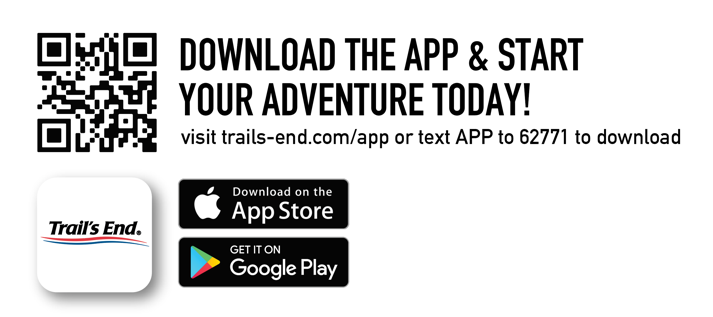 DOWNLOAD THE APP & START
YOUR ADVENTURE TODAY!
visit trails-end.com/app or text APP to 62771 to download
Trail's End®
Download on the
App Store
GET IT ON
Google Play